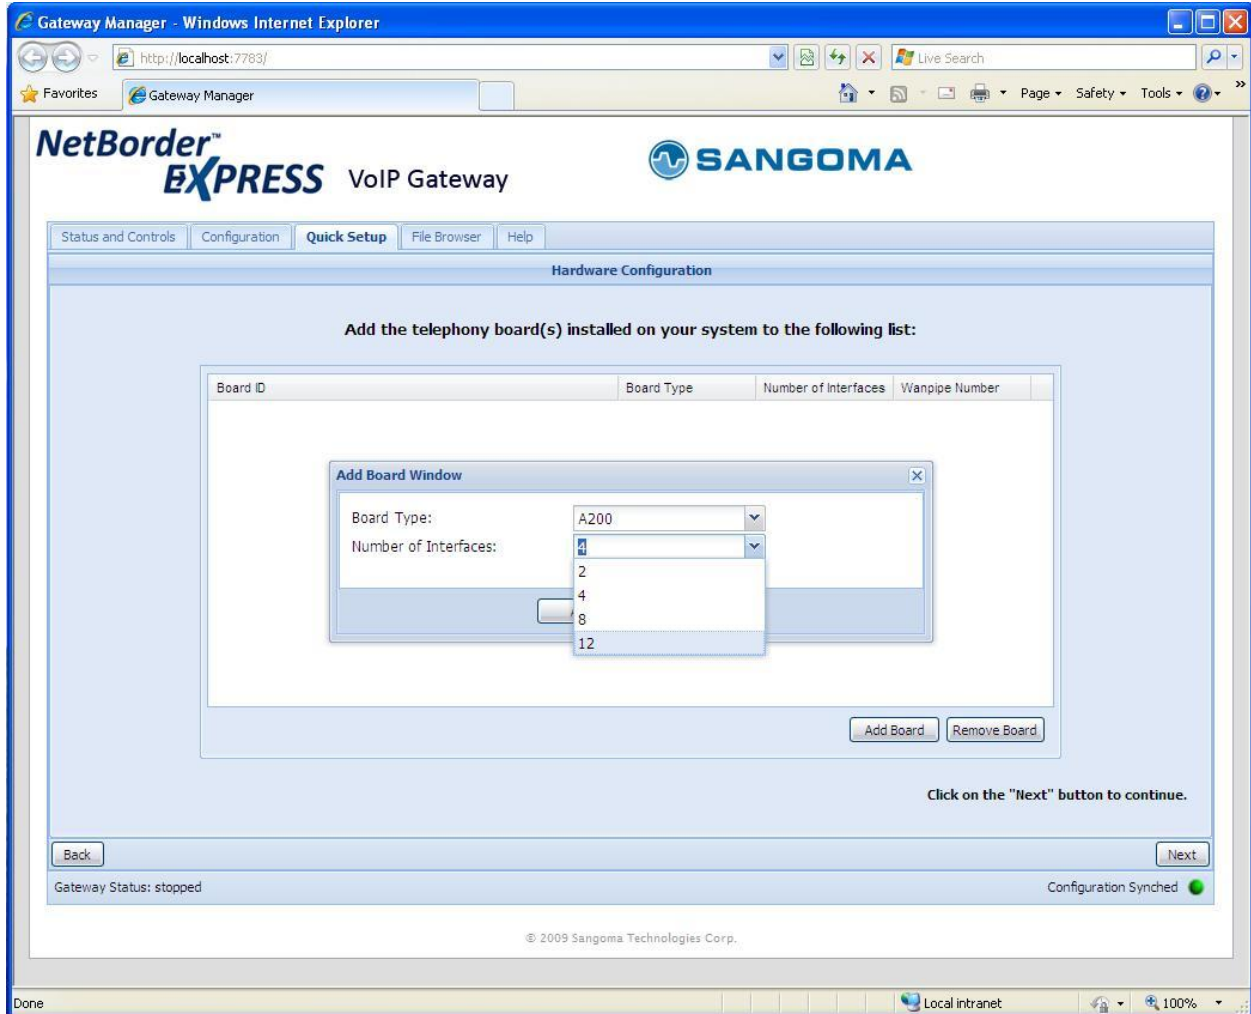 Gateway Manager - Windows Internet Explorer
http://localhost:7783/ Live Search
Favorites Gateway Manager Page Safety Tools »
NetBorder™
EXPRESS VoIP Gateway SANGOMA
Status and Controls Configuration Quick Setup File Browser Help
Hardware Configuration
Add the telephony board(s) installed on your system to the following list:
Board ID Board Type Number of Interfaces Wanpipe Number
Add Board Window
Board Type: A200
Number of Interfaces: 4
2
4
8
12
Add Board Remove Board
Click on the "Next" button to continue.
Back Next
Gateway Status: stopped Configuration Synched
© 2009 Sangoma Technologies Corp.
Done Local intranet 100%